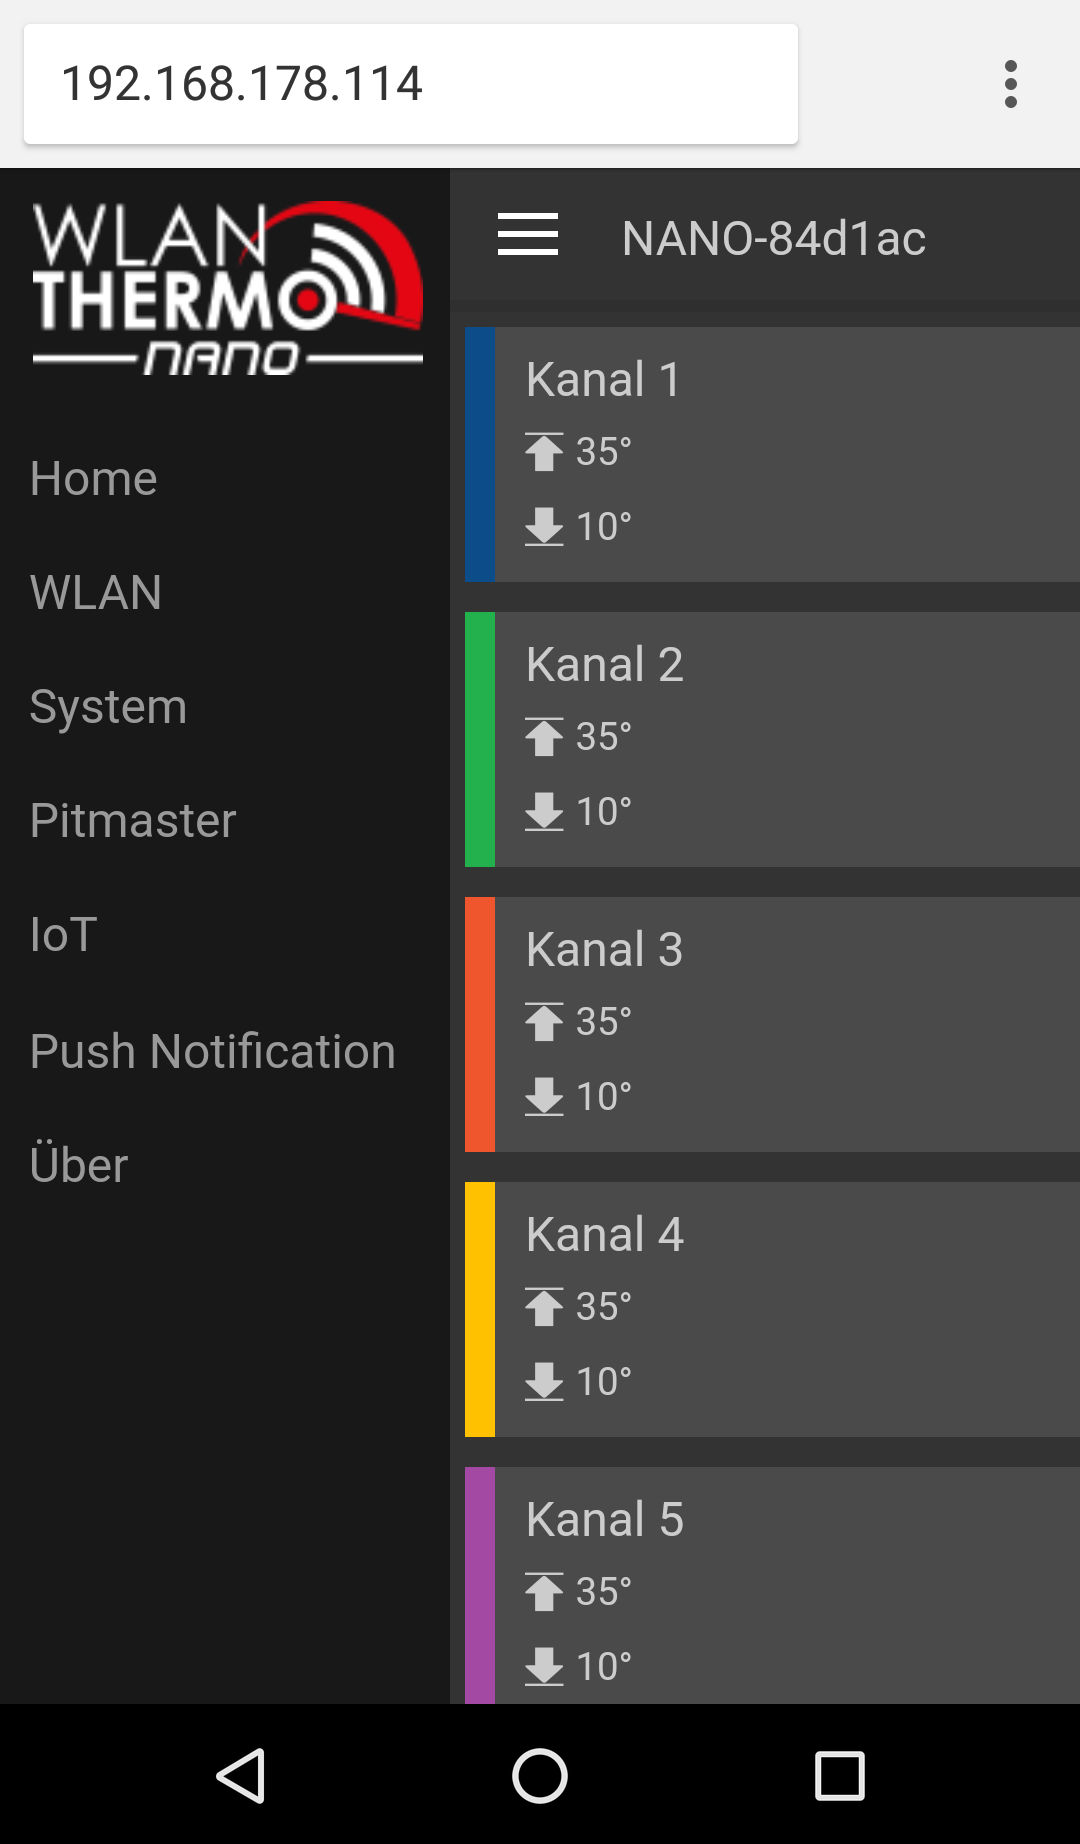 192.168.178.114
WLAN
THERMO
NANO
Home
WLAN
System
Pitmaster
IoT
Push Notification
Über
NANO-84d1ac
Kanal 1
35°
10°
Kanal 2
35°
10°
Kanal 3
35°
10°
Kanal 4
35°
10°
Kanal 5
35°
10°